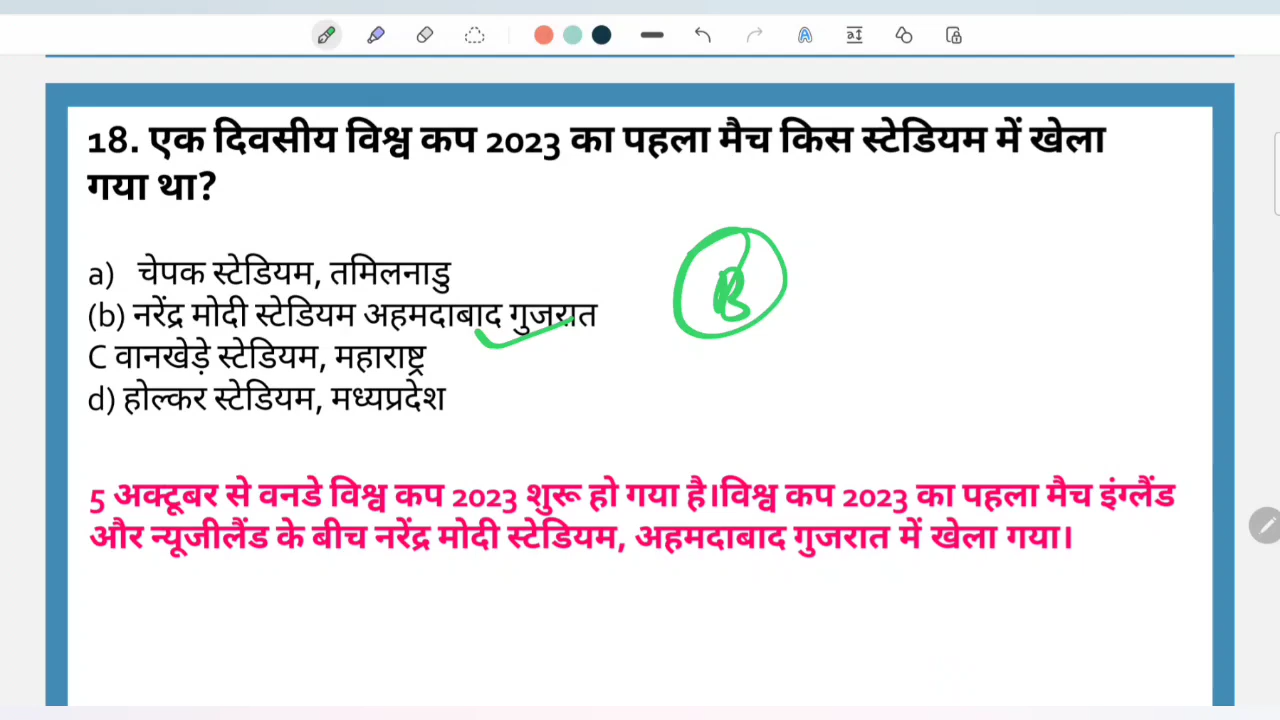 18. एक दिवसीय विश्व कप 2023 का पहला मैच किस स्टेडियम में खेला
गया था?
a) चेपक स्टेडियम, तमिलनाडु
(b) नरेंद्र मोदी स्टेडियम अहमदाबाद गुजरात
C वानखेड़े स्टेडियम, महाराष्ट्र
d) होल्कर स्टेडियम, मध्यप्रदेश
B
5 अक्टूबर से वनडे विश्व कप 2023 शुरू हो गया है।विश्व कप 2023 का पहला मैच इंग्लैंड
और न्यूजीलैंड के बीच नरेंद्र मोदी स्टेडियम, अहमदाबाद गुजरात में खेला गया।